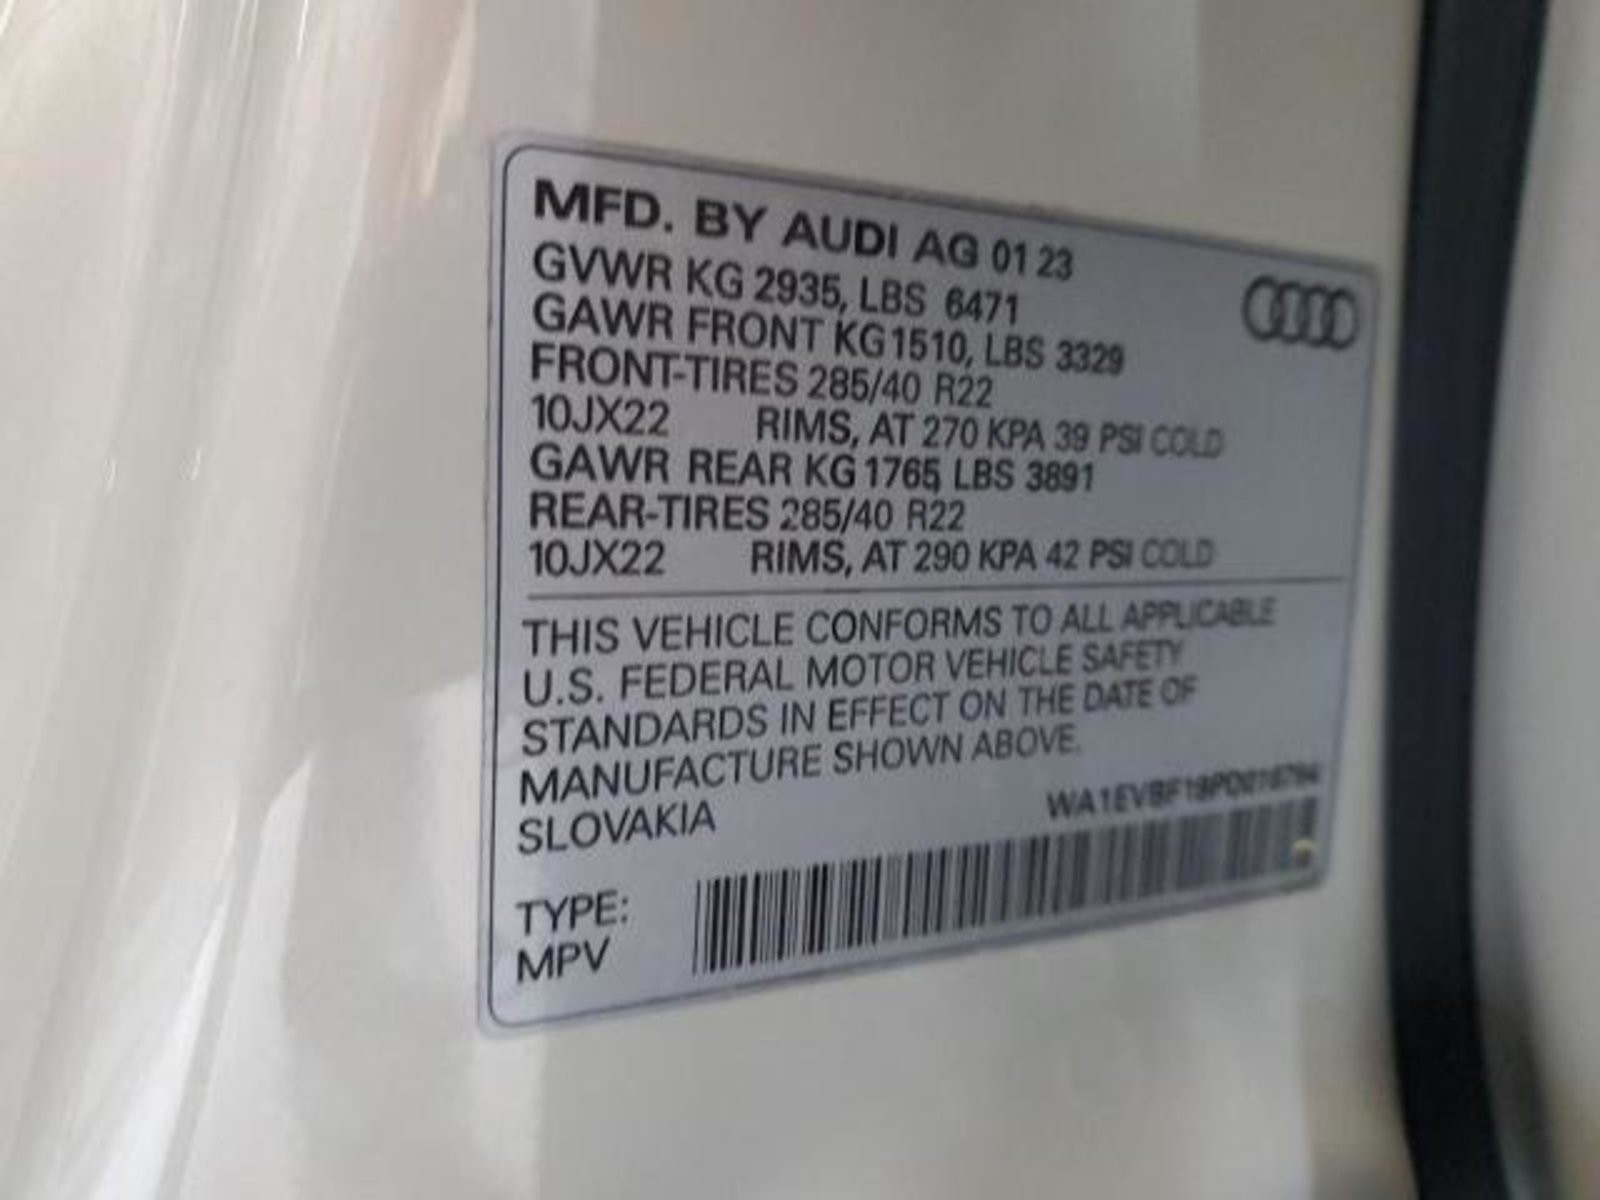 MFD. BY AUDI AG 01 23
GVWR KG 2935, LBS 6471
GAWR FRONT KG 1510, LBS 3329
FRONT-TIRES 285/40 R22
10JX22 RIMS, AT 270 KPA 39 PSI COLD
GAWR REAR KG 1765, LBS 3891
REAR-TIRES 285/40 R22
10JX22 RIMS, AT 290 KPA 42 PSI COLD
THIS VEHICLE CONFORMS TO ALL APPLICABLE
U.S. FEDERAL MOTOR VEHICLE SAFETY
STANDARDS IN EFFECT ON THE DATE OF
MANUFACTURE SHOWN ABOVE.
SLOVAKIA
TYPE:
MPV